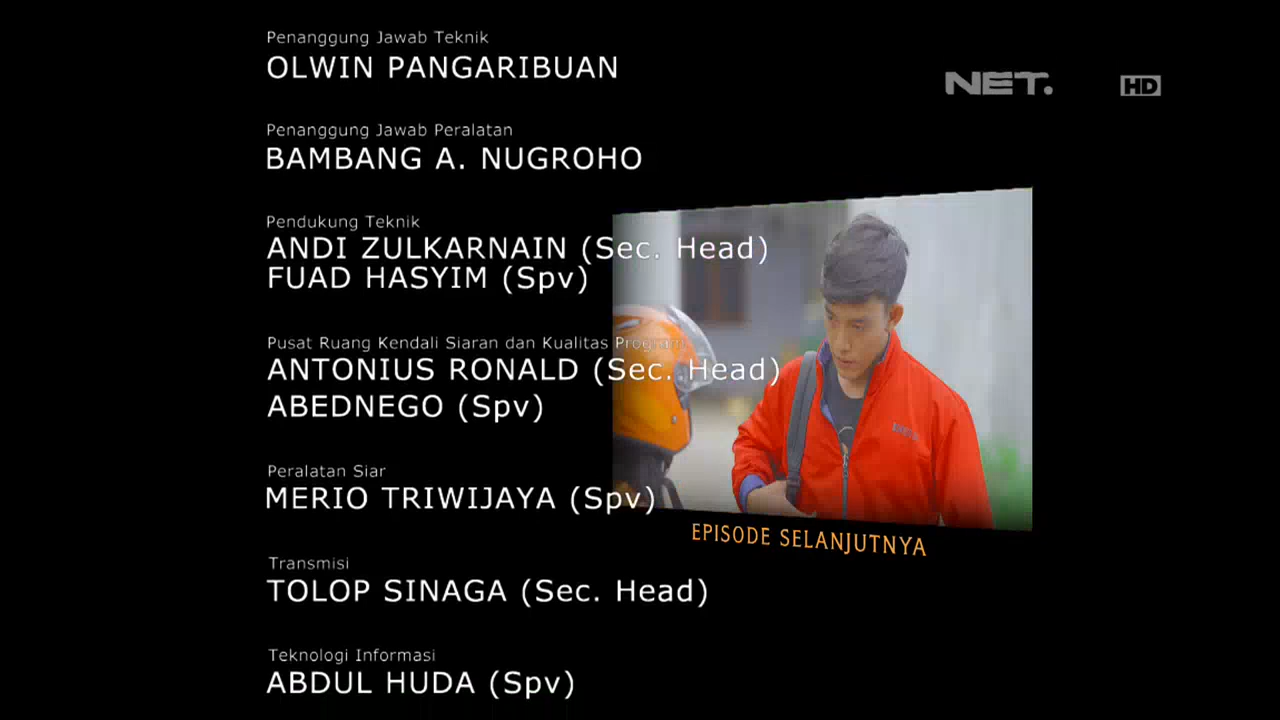 Penanggung Jawab Teknik
OLWIN PANGARIBUAN
NET.
HD
Penanggung Jawab Peralatan
BAMBANG A. NUGROHO
Pendukung Teknik
ANDI ZULKARNAIN (Sec. Head)
FUAD HASYIM (Spv)
Pusat Ruang Kendali Siaran dan Kualitas Program
ANTONIUS RONALD (Sec. Head)
ABEDNEGO (Spv)
Peralatan Siar
MERIO TRIWIJAYA (Spv)
EPISODE SELANJUTNYA
Transmisi
TOLOP SINAGA (Sec. Head)
Teknologi Informasi
ABDUL HUDA (Spv)